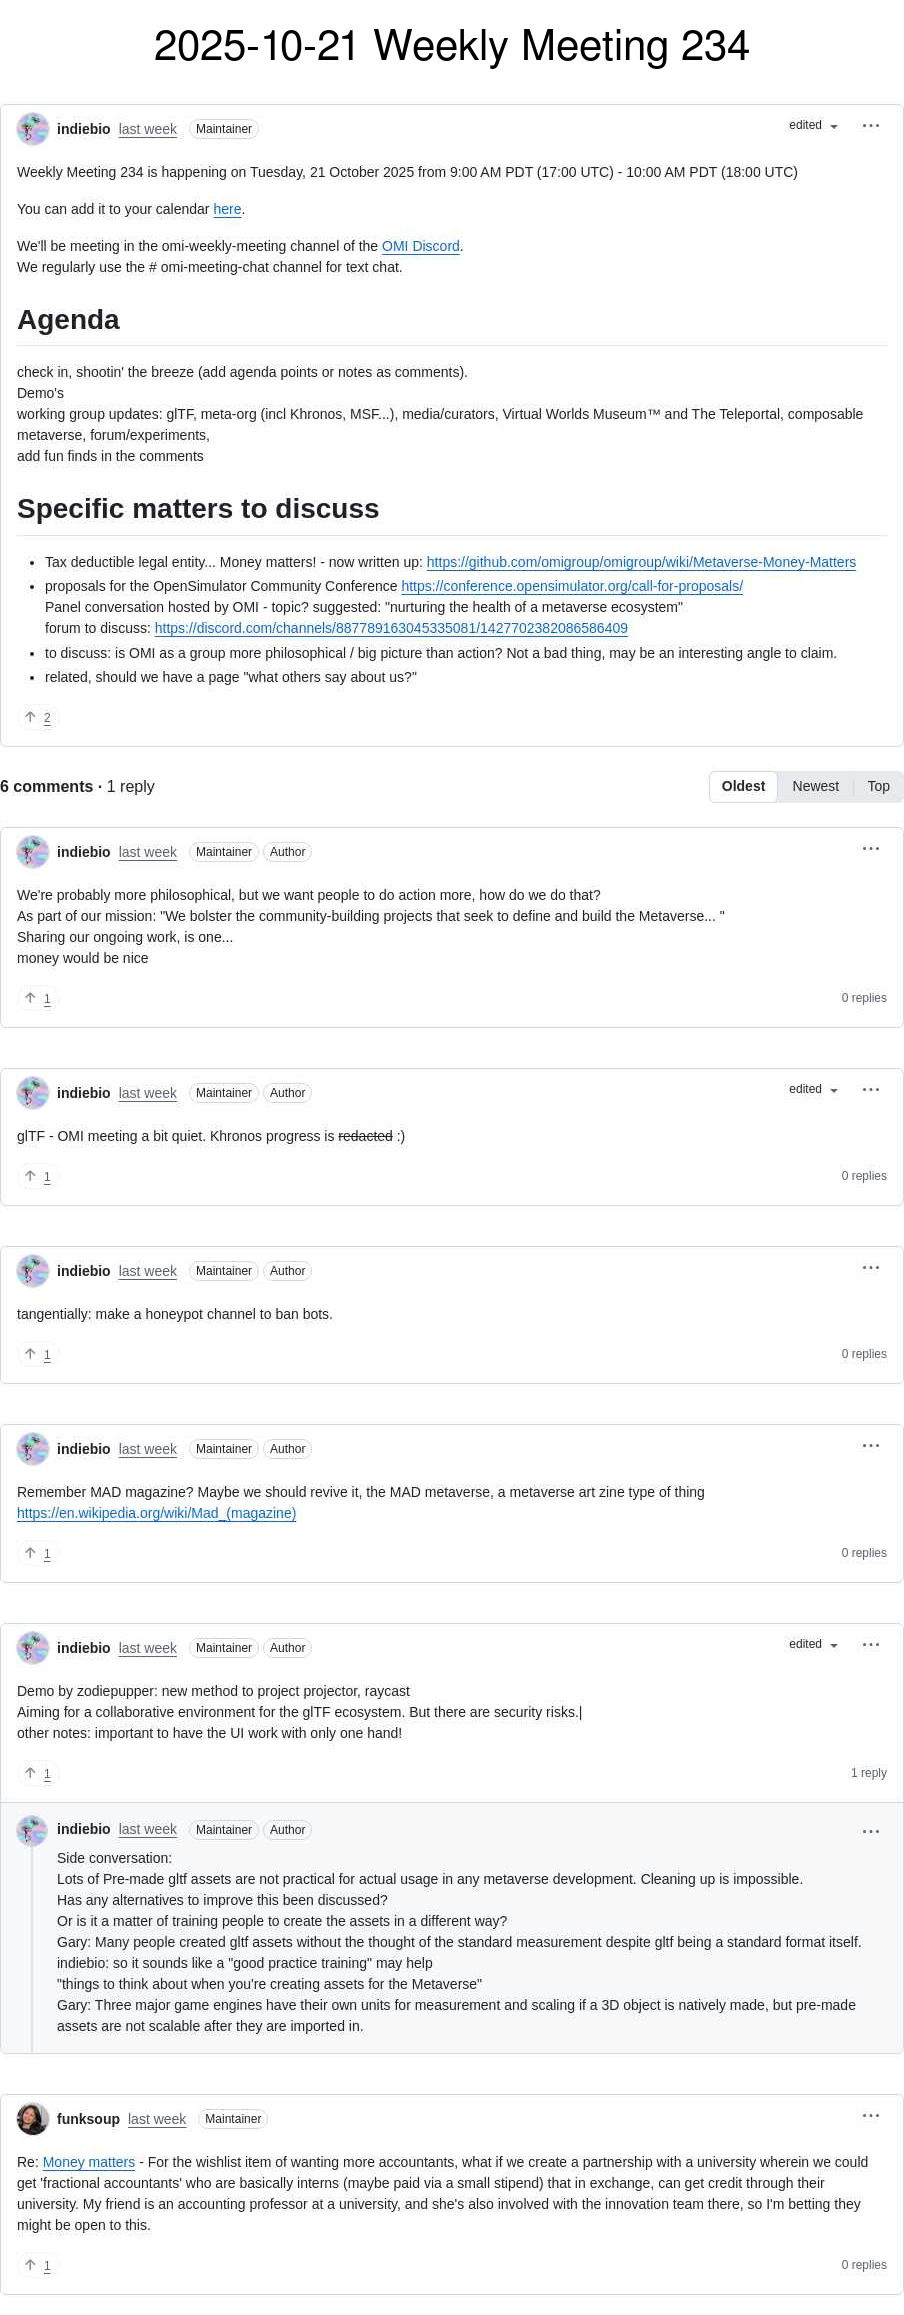 2025-10-21 Weekly Meeting 234
indiebio last week Maintainer edited
Weekly Meeting 234 is happening on Tuesday, 21 October 2025 from 9:00 AM PDT (17:00 UTC) - 10:00 AM PDT (18:00 UTC)
You can add it to your calendar here.
We'll be meeting in the omi-weekly-meeting channel of the OMI Discord.
We regularly use the # omi-meeting-chat channel for text chat.
Agenda
check in, shootin' the breeze (add agenda points or notes as comments).
Demo's
working group updates: glTF, meta-org (incl Khronos, MSF...), media/curators, Virtual Worlds Museum™ and The Teleportal, composable
metaverse, forum/experiments,
add fun finds in the comments
Specific matters to discuss
• Tax deductible legal entity... Money matters! - now written up: https://github.com/omigroup/omigroup/wiki/Metaverse-Money-Matters
• proposals for the OpenSimulator Community Conference https://conference.opensimulator.org/call-for-proposals/
Panel conversation hosted by OMI - topic? suggested: "nurturing the health of a metaverse ecosystem"
forum to discuss: https://discord.com/channels/887789163045335081/1427702382086586409
• to discuss: is OMI as a group more philosophical / big picture than action? Not a bad thing, may be an interesting angle to claim.
• related, should we have a page "what others say about us?"
2
6 comments · 1 reply Oldest Newest Top
indiebio last week Maintainer Author
We're probably more philosophical, but we want people to do action more, how do we do that?
As part of our mission: "We bolster the community-building projects that seek to define and build the Metaverse... "
Sharing our ongoing work, is one...
money would be nice
1 0 replies
indiebio last week Maintainer Author edited
glTF - OMI meeting a bit quiet. Khronos progress is redacted :)
1 0 replies
indiebio last week Maintainer Author
tangentially: make a honeypot channel to ban bots.
1 0 replies
indiebio last week Maintainer Author
Remember MAD magazine? Maybe we should revive it, the MAD metaverse, a metaverse art zine type of thing
https://en.wikipedia.org/wiki/Mad_(magazine)
1 0 replies
indiebio last week Maintainer Author edited
Demo by zodiepupper: new method to project projector, raycast
Aiming for a collaborative environment for the glTF ecosystem. But there are security risks.|
other notes: important to have the UI work with only one hand!
1 1 reply
indiebio last week Maintainer Author
Side conversation:
Lots of Pre-made gltf assets are not practical for actual usage in any metaverse development. Cleaning up is impossible.
Has any alternatives to improve this been discussed?
Or is it a matter of training people to create the assets in a different way?
Gary: Many people created gltf assets without the thought of the standard measurement despite gltf being a standard format itself.
indiebio: so it sounds like a "good practice training" may help
"things to think about when you're creating assets for the Metaverse"
Gary: Three major game engines have their own units for measurement and scaling if a 3D object is natively made, but pre-made
assets are not scalable after they are imported in.
funksoup last week Maintainer
Re: Money matters - For the wishlist item of wanting more accountants, what if we create a partnership with a university wherein we could
get 'fractional accountants' who are basically interns (maybe paid via a small stipend) that in exchange, can get credit through their
university. My friend is an accounting professor at a university, and she's also involved with the innovation team there, so I'm betting they
might be open to this.
1 0 replies